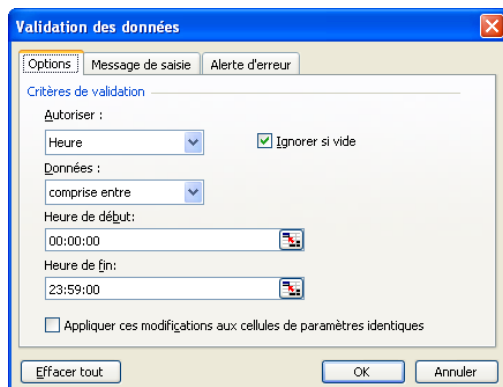 Validation des données
Options Message de saisie Alerte d'erreur
Critères de validation
Autoriser :
Heure Ignorer si vide
Données :
comprise entre
Heure de début:
00:00:00
Heure de fin:
23:59:00
Appliquer ces modifications aux cellules de paramètres identiques
Effacer tout OK Annuler